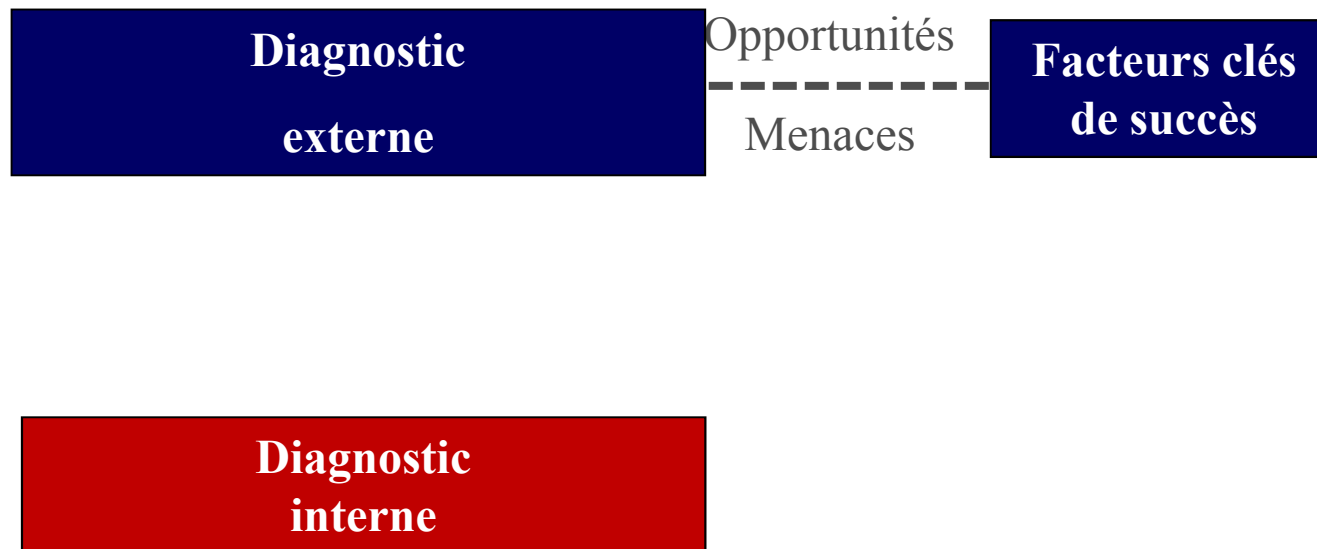 Diagnostic
externe
Opportunités
Menaces
Facteurs clés
de succès
Diagnostic
interne